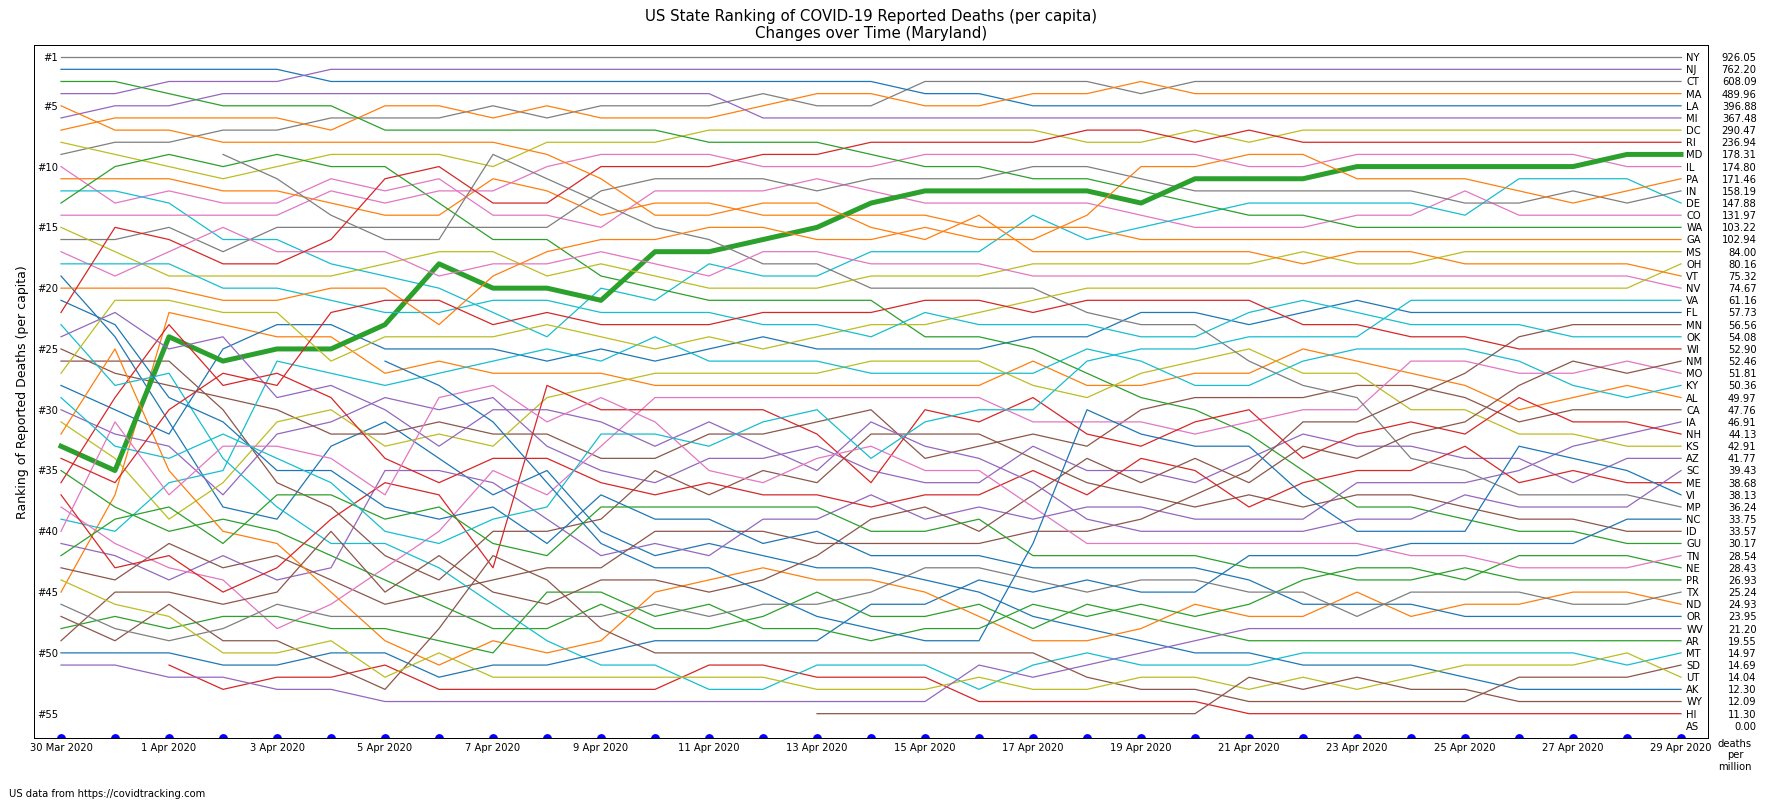 US State Ranking of COVID-19 Reported Deaths (per capita)
Changes over Time (Maryland)
Ranking of Reported Deaths (per capita)
#1
#5
#10
#15
#20
#25
#30
#35
#40
#45
#50
#55
NY 926.05
NJ 762.20
CT 608.09
MA 489.96
LA 396.88
MI 367.48
DC 290.47
RI 236.94
MD 178.31
IL 174.80
PA 171.46
IN 158.19
DE 147.88
CO 131.97
WA 103.22
GA 102.94
MS 84.00
OH 80.16
VT 75.32
NV 74.67
VA 61.16
FL 57.73
MN 56.56
OK 54.08
WI 52.90
NM 52.46
MO 51.81
KY 50.36
AL 49.97
CA 47.76
IA 46.91
NH 44.13
KS 42.91
AZ 41.77
SC 39.43
ME 38.68
VI 38.13
MP 36.24
NC 33.75
ID 33.57
GU 30.17
TN 28.54
NE 28.43
PR 26.93
TX 25.24
ND 24.93
OR 23.95
WV 21.20
AR 19.55
MT 14.97
SD 14.69
UT 14.04
AK 12.30
WY 12.09
HI 11.30
AS 0.00
30 Mar 2020 1 Apr 2020 3 Apr 2020 5 Apr 2020 7 Apr 2020 9 Apr 2020 11 Apr 2020 13 Apr 2020 15 Apr 2020 17 Apr 2020 19 Apr 2020 21 Apr 2020 23 Apr 2020 25 Apr 2020 27 Apr 2020 29 Apr 2020
deaths
per
million
US data from https://covidtracking.com